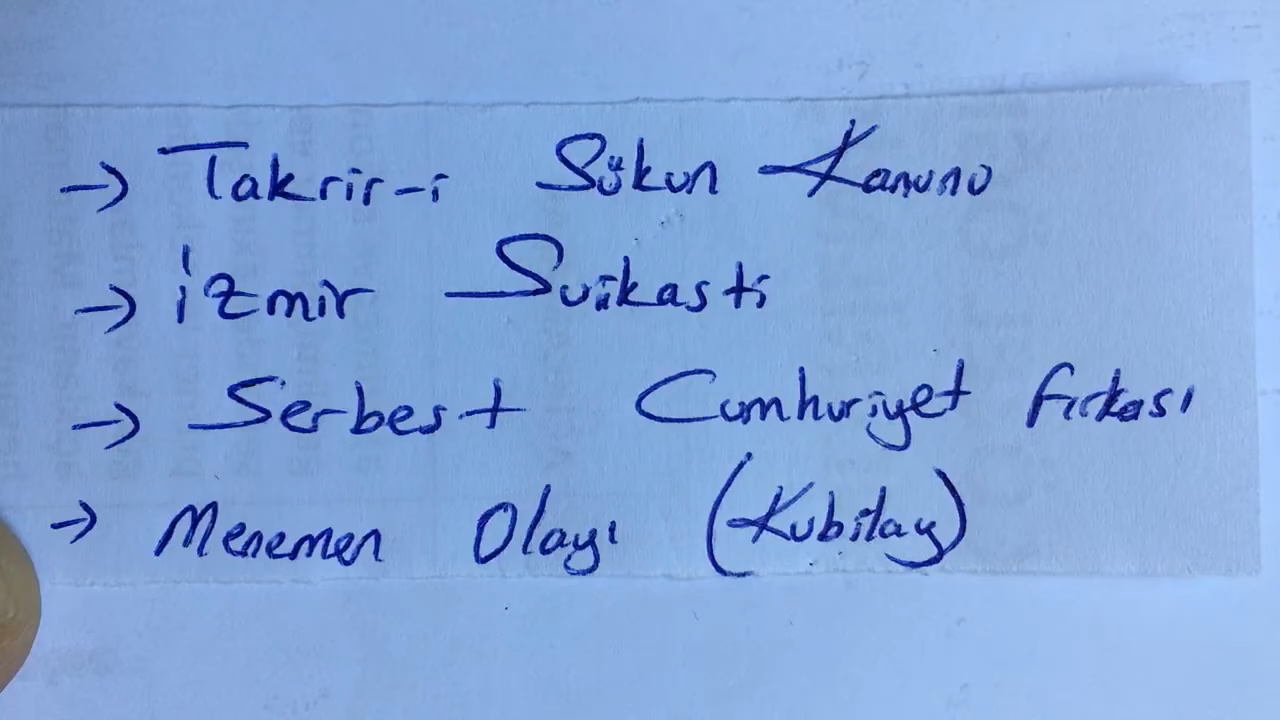 → Takrir-i Sükun Kanunu
→ İzmir Suikasti
→ Serbest Cumhuriyet Fırkası
→ Menemen Olayı (Kubilay)